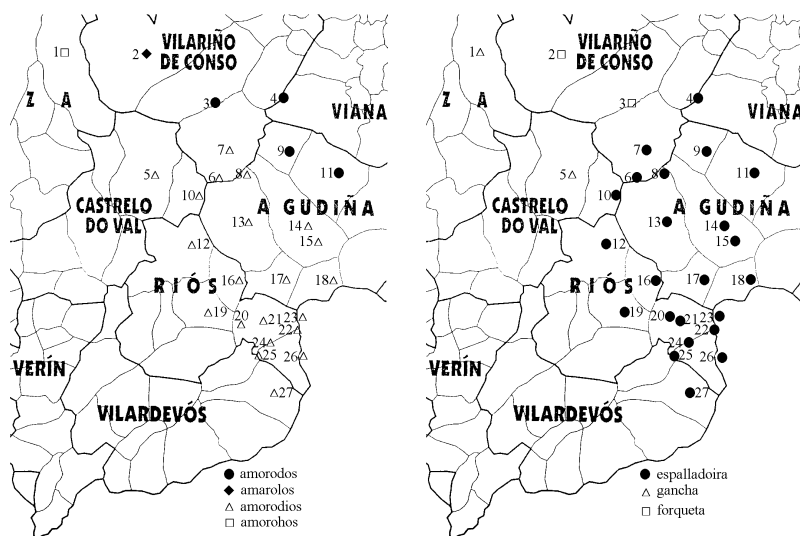 1
2
VILARIÑO
DE CONSO
3
4
Z A
VIANA
7
9
11
5
6
8
10
CASTRELO
DO VAL
A GUDIÑA
13
14
15
12
RIÓS
16
17
18
19
20
21
23
22
24
25
26
VERÍN
27
VILARDEVÓS
amorodos
amarolos
amorodios
amorohos
1
2
VILARIÑO
DE CONSO
3
4
Z A
VIANA
7
9
11
5
6
8
10
CASTRELO
DO VAL
A GUDIÑA
13
14
15
12
RIÓS
16
17
18
19
20
21
23
22
24
25
26
VERÍN
27
VILARDEVÓS
espalladoira
gancha
forqueta